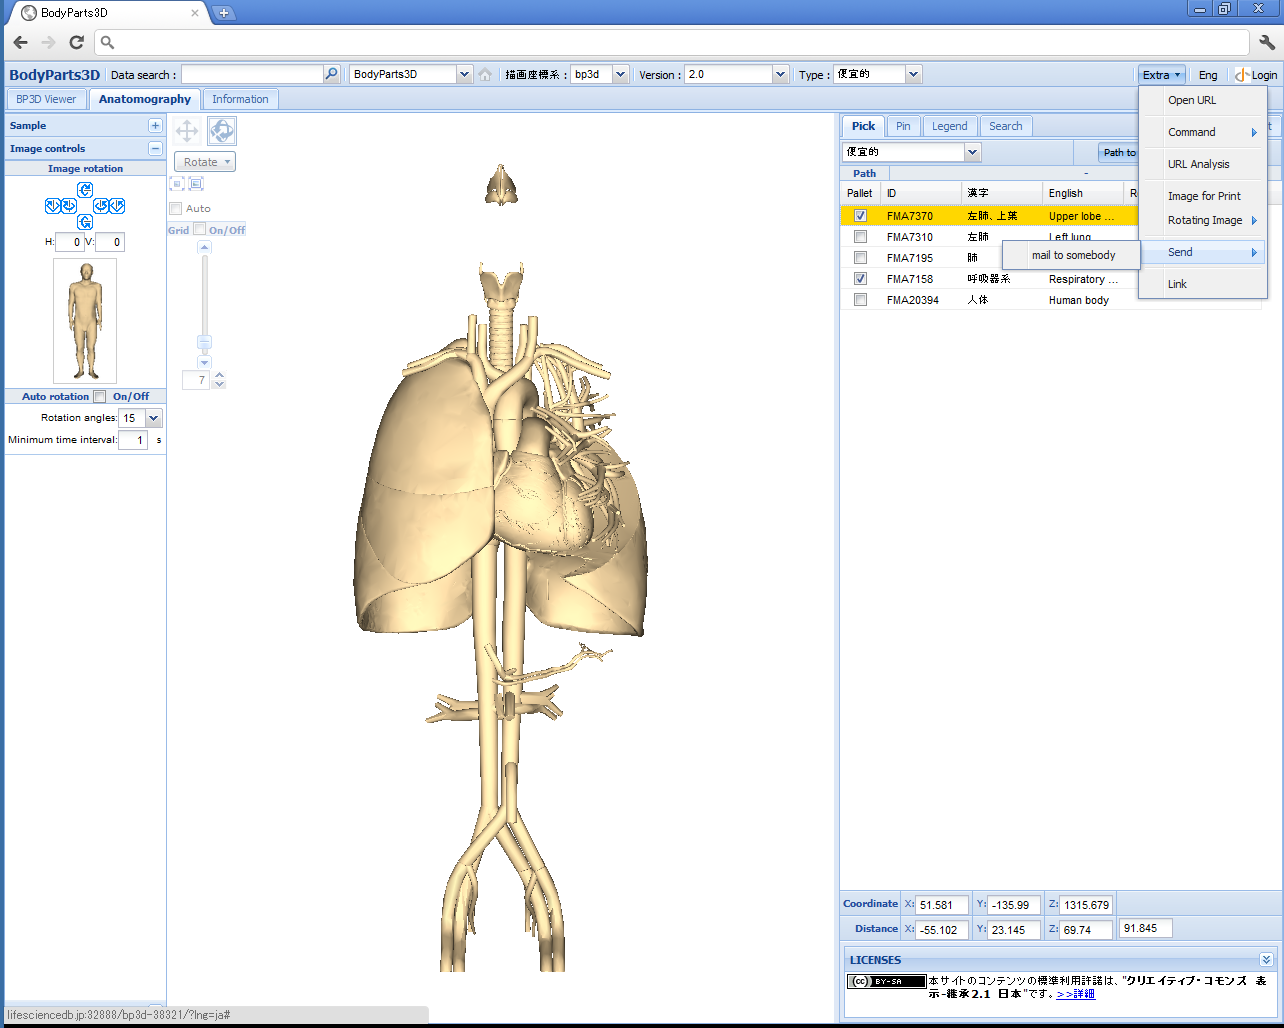 BodyParts3D
BodyParts3D Data search : BodyParts3D 描画座標系 : bp3d Version : 2.0 Type : 便宜的 Extra Eng Login
BP3D Viewer Anatomography Information
Sample
Image controls
Image rotation
H: 0 V: 0
Auto rotation On/Off
Rotation angles: 15
Minimum time interval: 1 s
Rotate
Auto
Grid On/Off
7
Pick Pin Legend Search
便宜的 Path to
Path -
Pallet ID 漢字 English
FMA7370 左肺、上葉 Upper lobe ...
FMA7310 左肺 Left lung
FMA7195 肺
FMA7158 呼吸器系 Respiratory ...
FMA20394 人体 Human body
Open URL
Command
URL Analysis
Image for Print
Rotating Image
Send
Link
mail to somebody
Coordinate X: 51.581 Y: -135.99 Z: 1315.679
Distance X: -55.102 Y: 23.145 Z: 69.74 91.845
LICENSES
cc BY-SA 本サイトのコンテンツの標準利用許諾は、"クリエイティブ・コモンズ 表
示-継承2.1 日本"です。 >>詳細
lifesciencedb.jp:32888/bp3d-38321/?lng=ja#